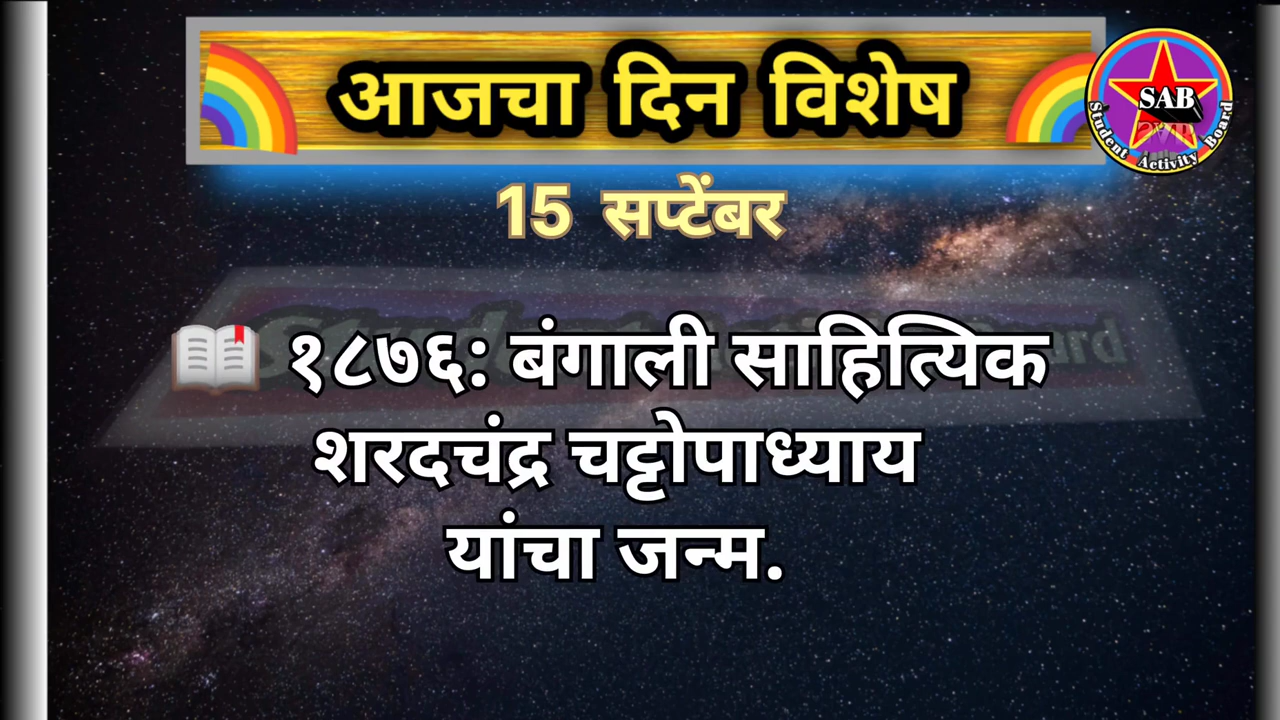 आजचा दिन विशेष
SAB
Student Activity Board
15 सप्टेंबर
१८७६: बंगाली साहित्यिक
शरदचंद्र चट्टोपाध्याय
यांचा जन्म.